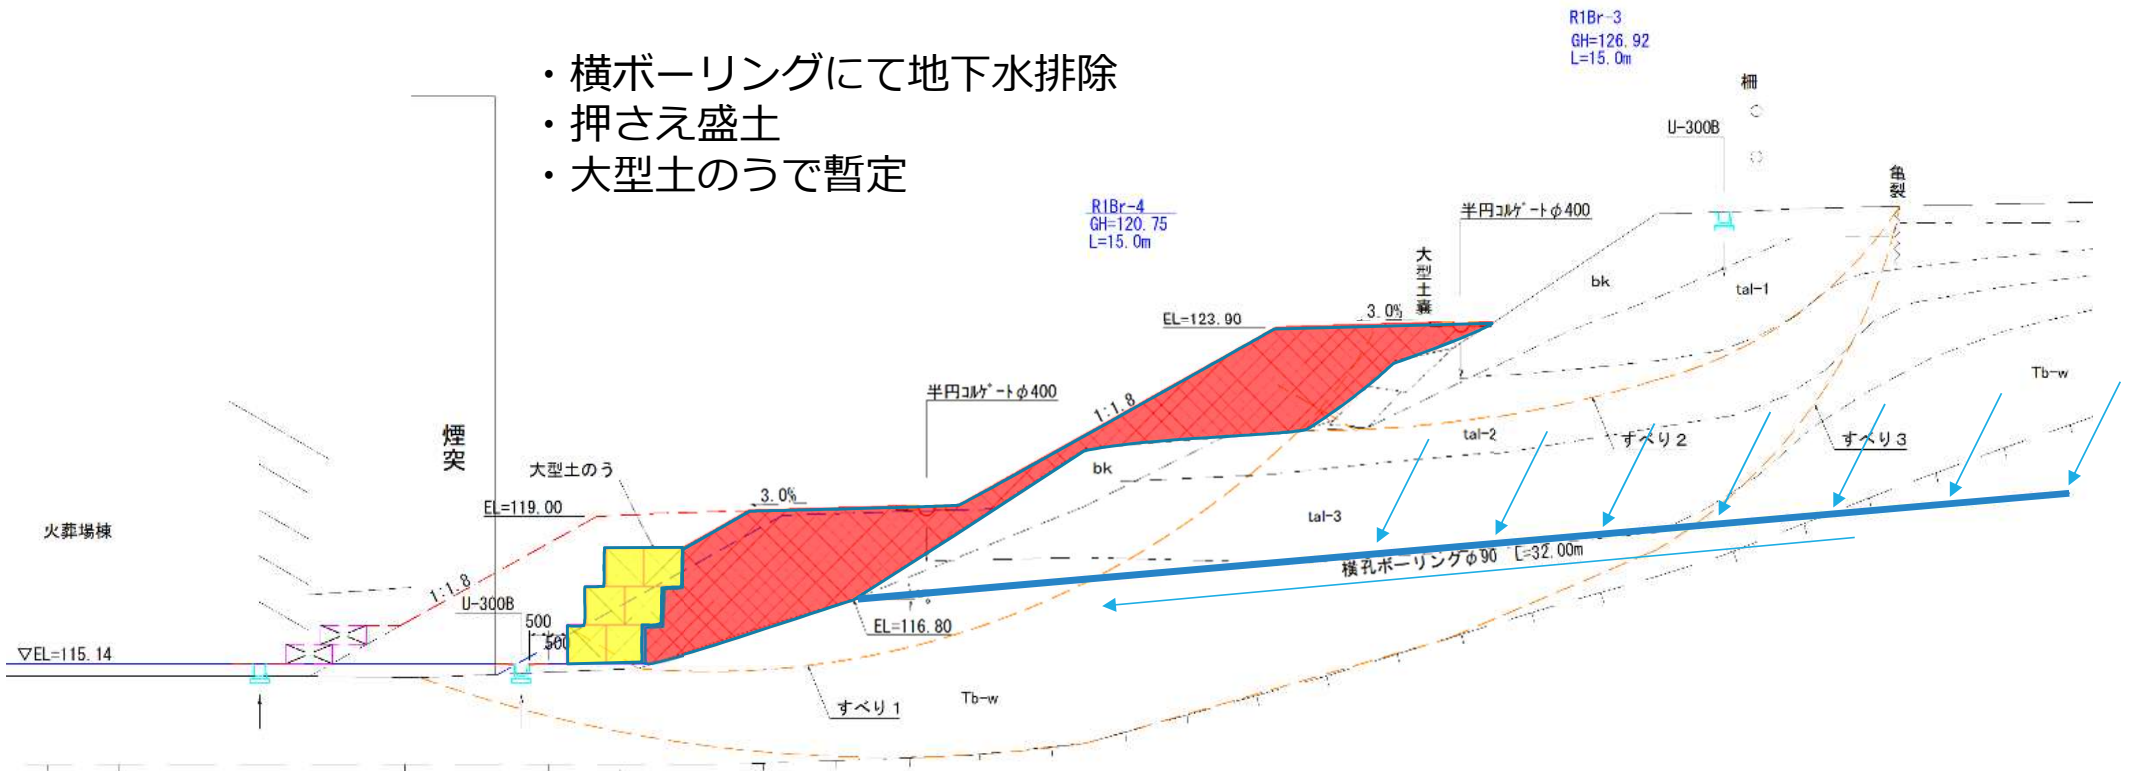 ・横ボーリングにて地下水排除
・押さえ盛土
・大型土のうで暫定
R1Br-3
GH=126.92
L=15.0m
柵
U-300B
亀裂
R1Br-4
GH=120.75
L=15.0m
半円ｺﾙｹﾞｰﾄφ400
大型土嚢
bk
tal-1
EL=123.90
3.0%
Tb-w
半円ｺﾙｹﾞｰﾄφ400
1:1.8
煙突
大型土のう
tal-2
すべり2
すべり3
bk
3.0%
EL=119.00
tal-3
火葬場棟
横孔ボーリングφ90 L=32.00m
1:1.8
U-300B
500
500
EL=116.80
▽EL=115.14
すべり1
Tb-w